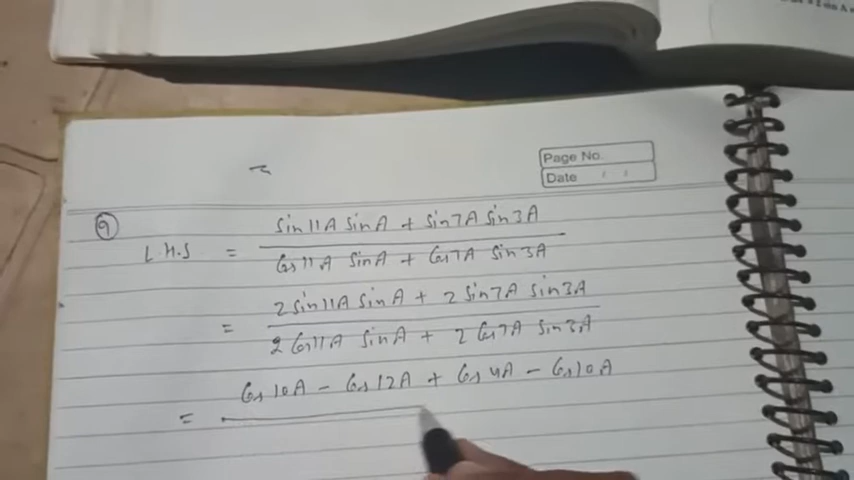 Page No.
Date / /
9
L.H.S = sin11A sinA + sin7A sin3A
Cos11A sinA + Cos7A sin3A
= 2sin11A sinA + 2 sin7A sin3A
2 Cos11A sinA + 2 Cos7A sin3A
= Cos10A - Cos12A + Cos4A - Cos10A